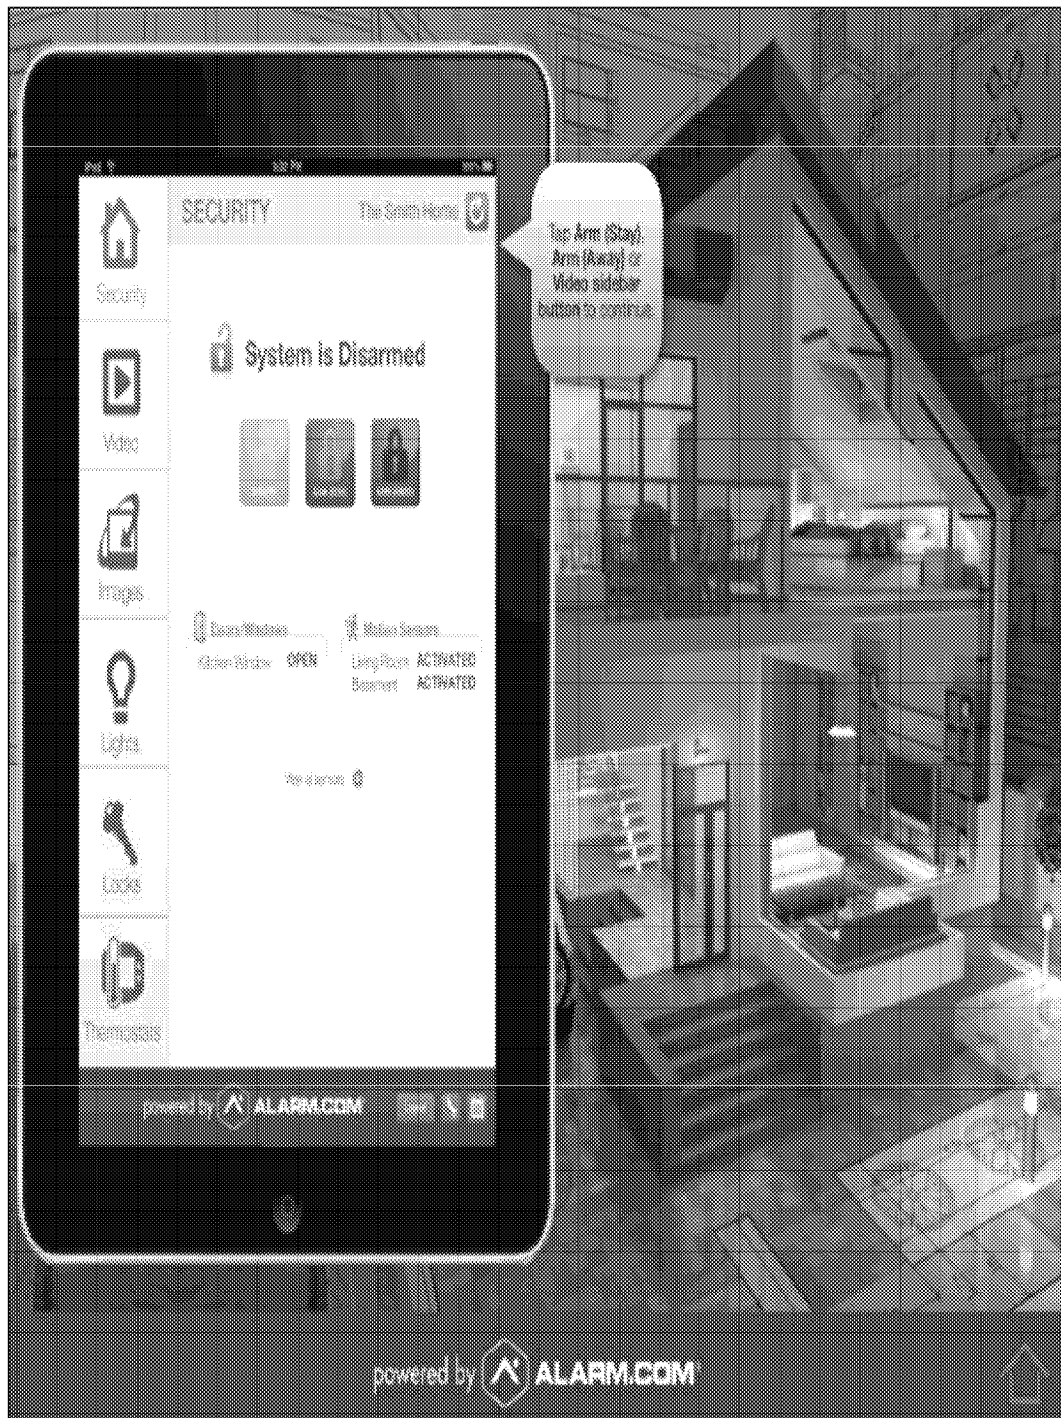 iPad
SECURITY
The Smith Home
Security
Tap Arm (Stay),
Arm (Away) or
Video sidebar
button to continue.
System is Disarmed
Video
Images
Doors/Windows
Kitchen Window OPEN
Motion Sensors
Living Room ACTIVATED
Basement ACTIVATED
Lights
Locks
Thermostats
powered by ALARM.COM
powered by ALARM.COM